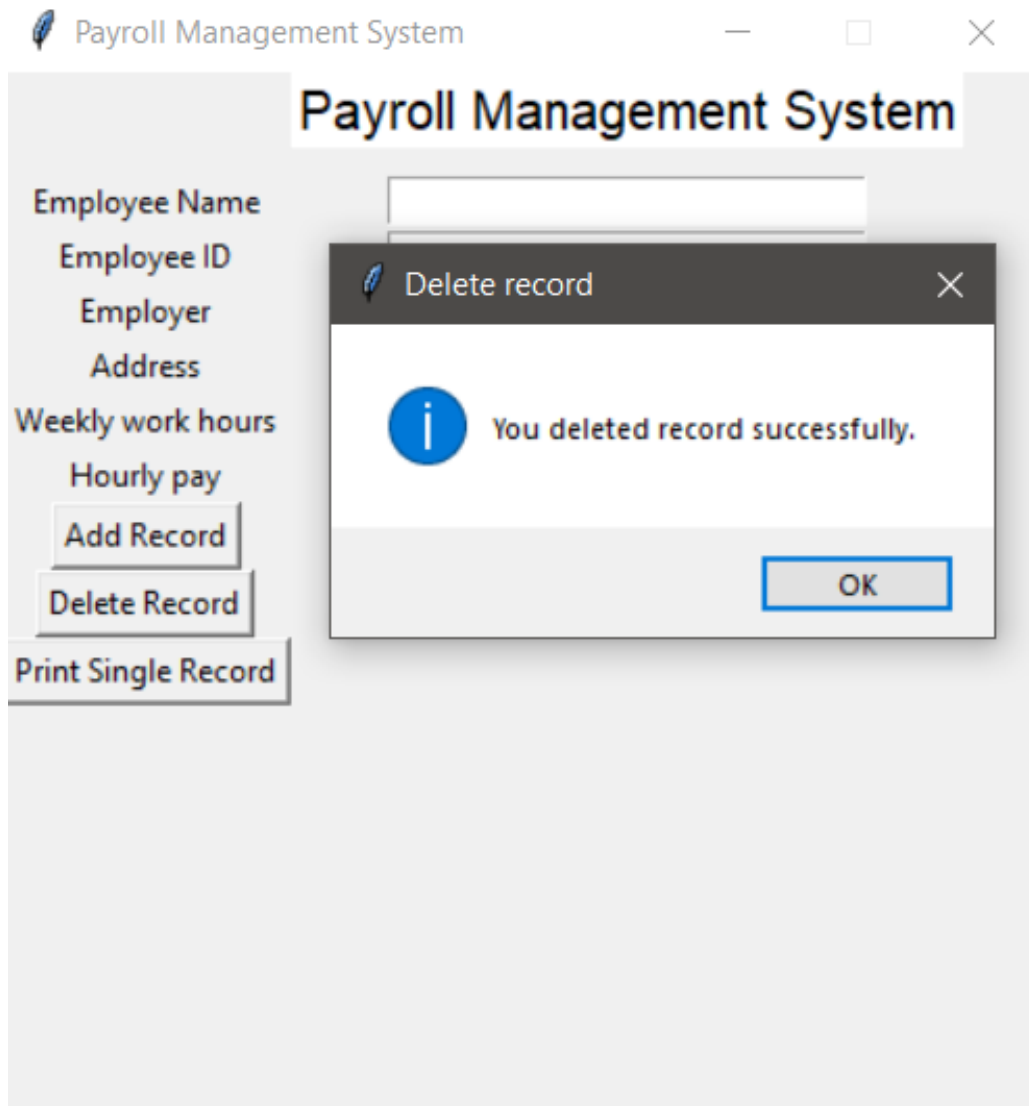 Payroll Management System
Payroll Management System
Employee Name
Employee ID
Delete record
Employer
Address
Weekly work hours
You deleted record successfully.
Hourly pay
Add Record
Delete Record
OK
Print Single Record